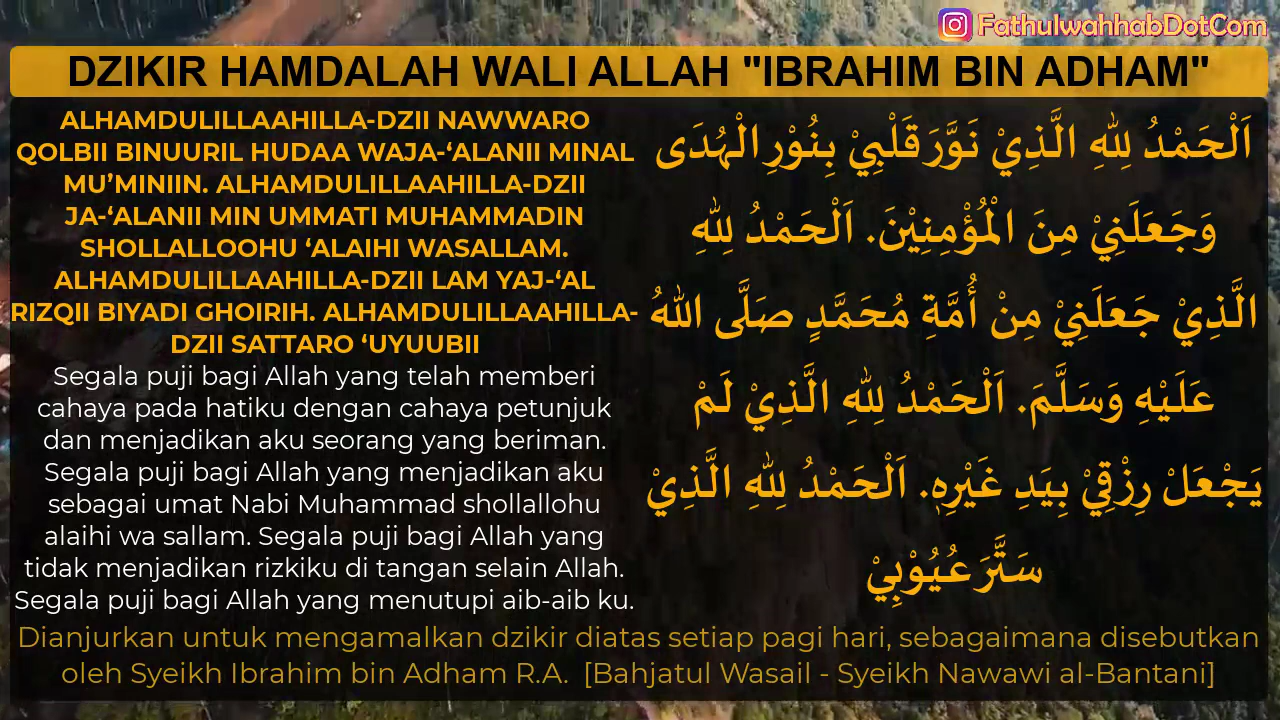 FathulwahhabDotCom
DZIKIR HAMDALAH WALI ALLAH "IBRAHIM BIN ADHAM"
ALHAMDULILLAAHILLA-DZII NAWWARO
QOLBII BINUURIL HUDAA WAJA-‘ALANII MINAL
MU’MINIIN. ALHAMDULILLAAHILLA-DZII
JA-‘ALANII MIN UMMATI MUHAMMADIN
SHOLLALLOOHU ‘ALAIHI WASALLAM.
ALHAMDULILLAAHILLA-DZII LAM YAJ-‘AL
RIZQII BIYADI GHOIRIH. ALHAMDULILLAAHILLA-
DZII SATTARO ‘UYUUBII
Segala puji bagi Allah yang telah memberi
cahaya pada hatiku dengan cahaya petunjuk
dan menjadikan aku seorang yang beriman.
Segala puji bagi Allah yang menjadikan aku
sebagai umat Nabi Muhammad shollallohu
alaihi wa sallam. Segala puji bagi Allah yang
tidak menjadikan rizkiku di tangan selain Allah.
Segala puji bagi Allah yang menutupi aib-aib ku.
اَلْحَمْدُ لِلّٰهِ الَّذِيْ نَوَّرَ قَلْبِيْ بِنُوْرِ الْهُدَى
وَجَعَلَنِيْ مِنَ الْمُؤْمِنِيْنَ. اَلْحَمْدُ لِلّٰهِ
الَّذِيْ جَعَلَنِيْ مِنْ أُمَّةِ مُحَمَّدٍ صَلَّى اللّٰهُ
عَلَيْهِ وَسَلَّمَ. اَلْحَمْدُ لِلّٰهِ الَّذِيْ لَمْ
يَجْعَلْ رِزْقِيْ بِيَدِ غَيْرِهٖ. اَلْحَمْدُ لِلّٰهِ الَّذِيْ
سَتَّرَ عُيُوْبِيْ
Dianjurkan untuk mengamalkan dzikir diatas setiap pagi hari, sebagaimana disebutkan
oleh Syeikh Ibrahim bin Adham R.A. [Bahjatul Wasail - Syeikh Nawawi al-Bantani]